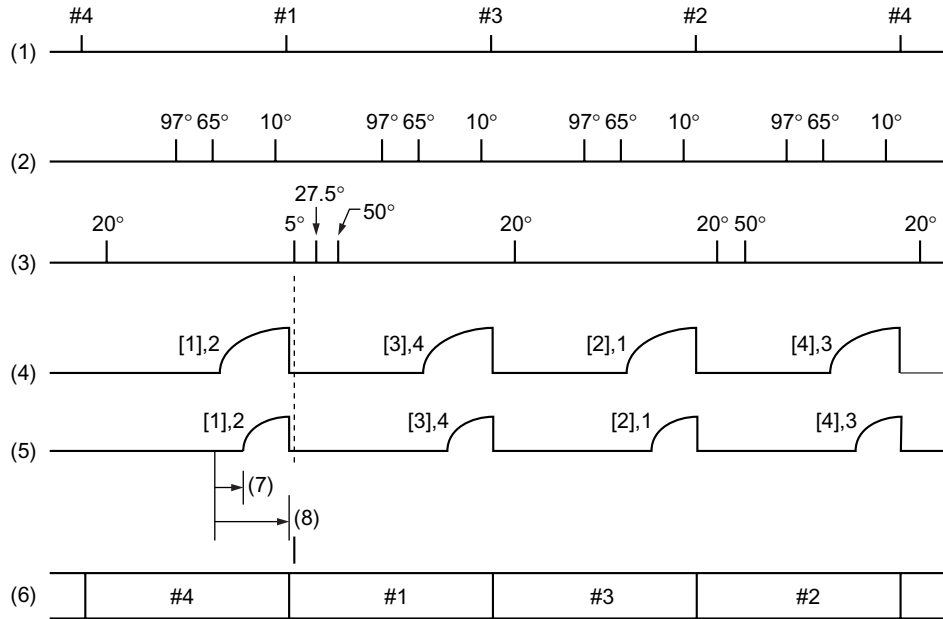 #4 #1 #3 #2 #4
(1)
97° 65° 10° 97° 65° 10° 97° 65° 10° 97° 65° 10°
(2)
27.5°
50°
20° 5° 20° 20° 50° 20°
(3)
[1],2 [3],4 [2],1 [4],3
(4)
[1],2 [3],4 [2],1 [4],3
(5)
(7)
(8)
(6) #4 #1 #3 #2